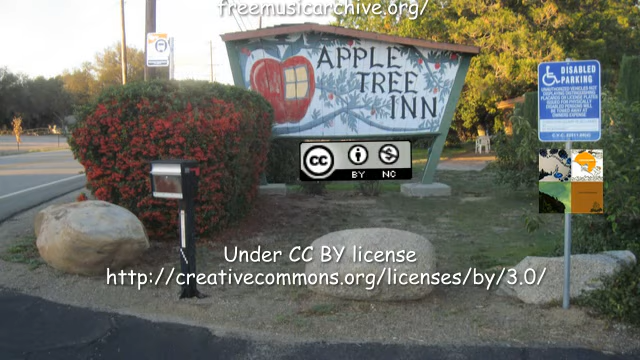 freemusicarchive.org/
APPLE
TREE
INN
DISABLED
PARKING
cc
BY NC
Under CC BY license
http://creativecommons.org/licenses/by/3.0/